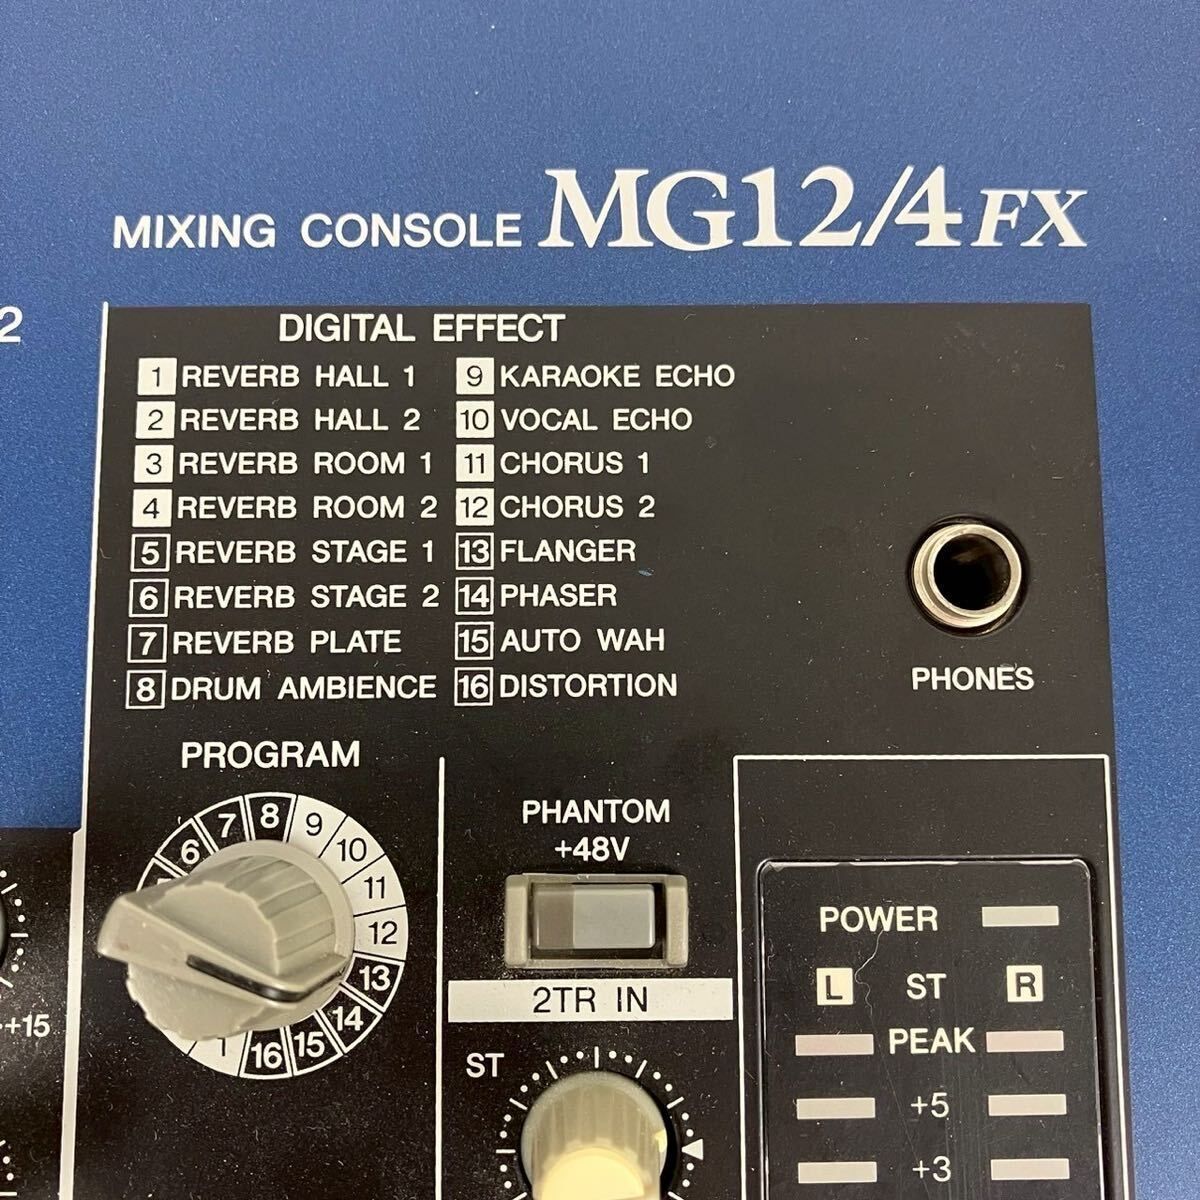 MIXING CONSOLE MG12/4FX
2
DIGITAL EFFECT
1 REVERB HALL 1
2 REVERB HALL 2
3 REVERB ROOM 1
4 REVERB ROOM 2
5 REVERB STAGE 1
6 REVERB STAGE 2
7 REVERB PLATE
8 DRUM AMBIENCE
9 KARAOKE ECHO
10 VOCAL ECHO
11 CHORUS 1
12 CHORUS 2
13 FLANGER
14 PHASER
15 AUTO WAH
16 DISTORTION
PHONES
PROGRAM
6 7 8 9 10 11 12 13 14 15 16 1
+15
PHANTOM
+48V
2TR IN
ST
POWER
L ST R
PEAK
+5
+3